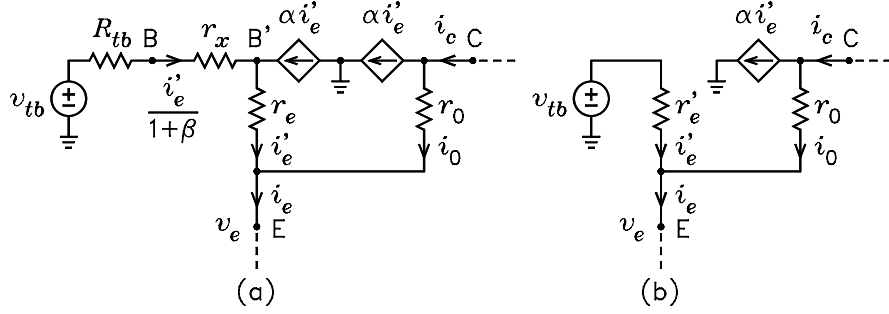 R_tb B r_x B' αi'_e αi'_e i_c C
αi'_e i_c C
v_tb ± i'_e/1+β r_e r_0
v_tb ± r'_e r_0
i'_e i_0
i'_e i_0
i_e
i_e
v_e E
v_e E
(a)
(b)